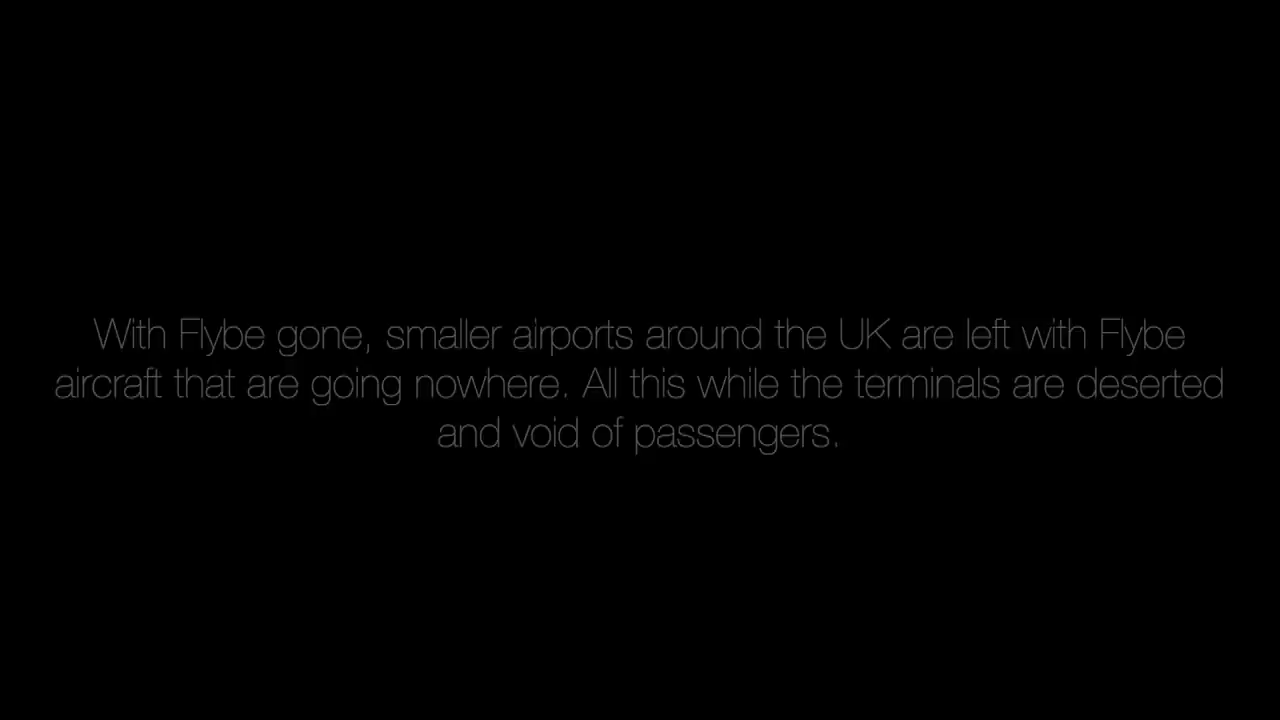 With Flybe gone, smaller airports around the UK are left with Flybe
aircraft that are going nowhere. All this while the terminals are deserted
and void of passengers.